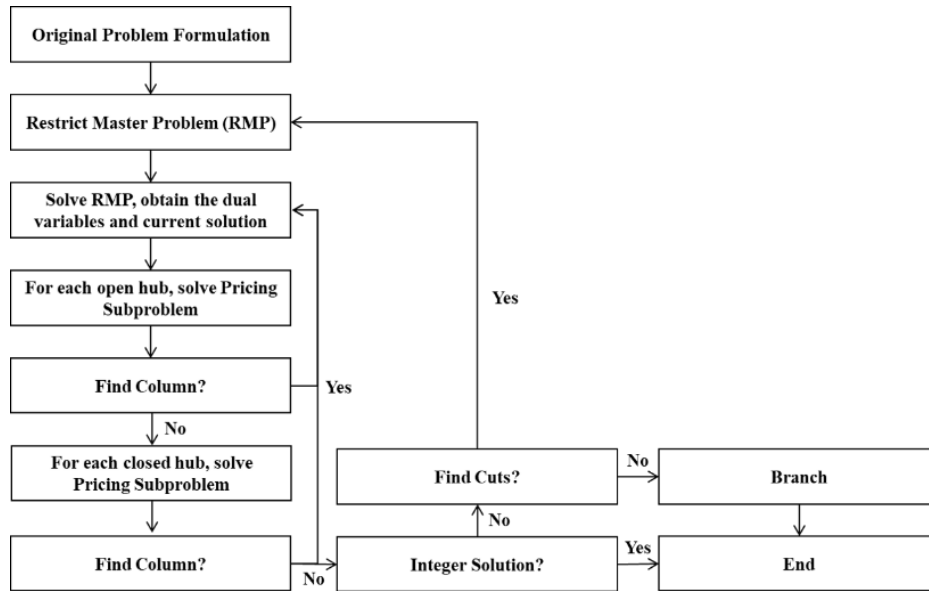 Original Problem Formulation
Restrict Master Problem (RMP)
Solve RMP, obtain the dual
variables and current solution
For each open hub, solve Pricing
Subproblem
Find Column?
Yes
No
For each closed hub, solve
Pricing Subproblem
Find Column?
No
Integer Solution?
No
Yes
Find Cuts?
Yes
No
Branch
End